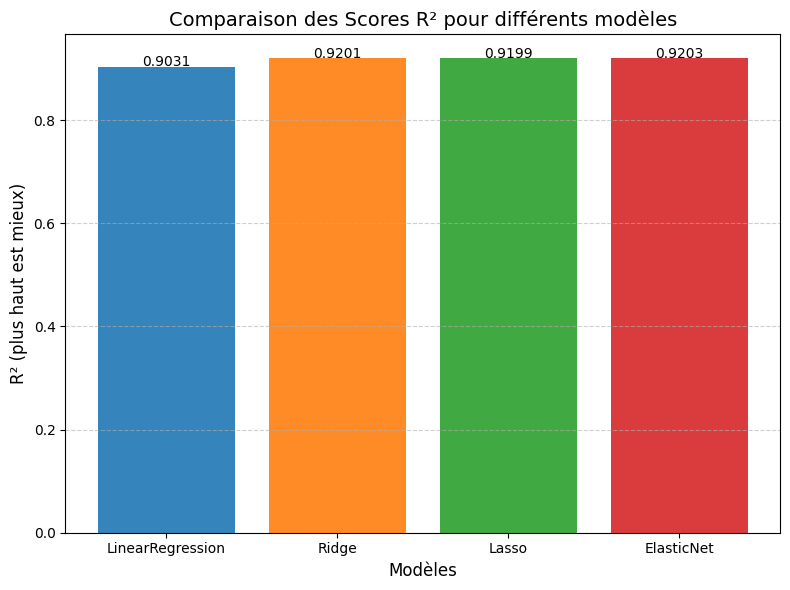 Comparaison des Scores R² pour différents modèles
0.9031
0.9201
0.9199
0.9203
R² (plus haut est mieux)
0.8
0.6
0.4
0.2
0.0
LinearRegression
Ridge
Lasso
ElasticNet
Modèles